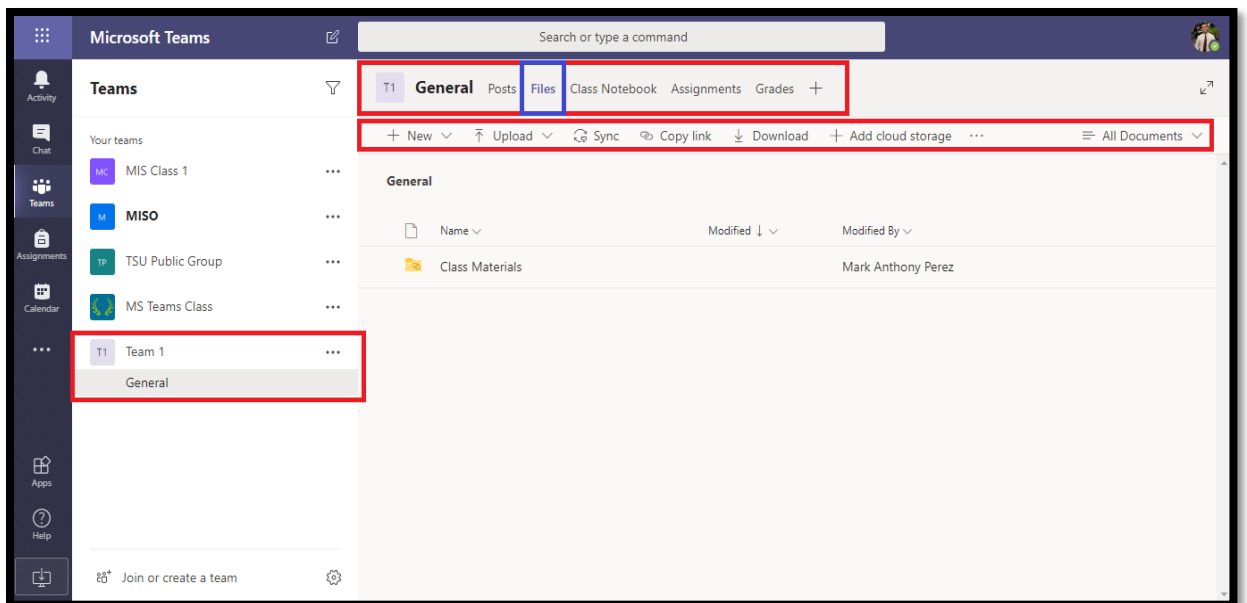 Microsoft Teams
Search or type a command
Activity
Chat
Teams
Assignments
Calendar
Apps
Help
Teams
Your teams
MC MIS Class 1
M MISO
TP TSU Public Group
MS Teams Class
T1 Team 1
General
Join or create a team
T1 General Posts Files Class Notebook Assignments Grades
New Upload Sync Copy link Download Add cloud storage All Documents
General
Name Modified Modified By
Class Materials Mark Anthony Perez